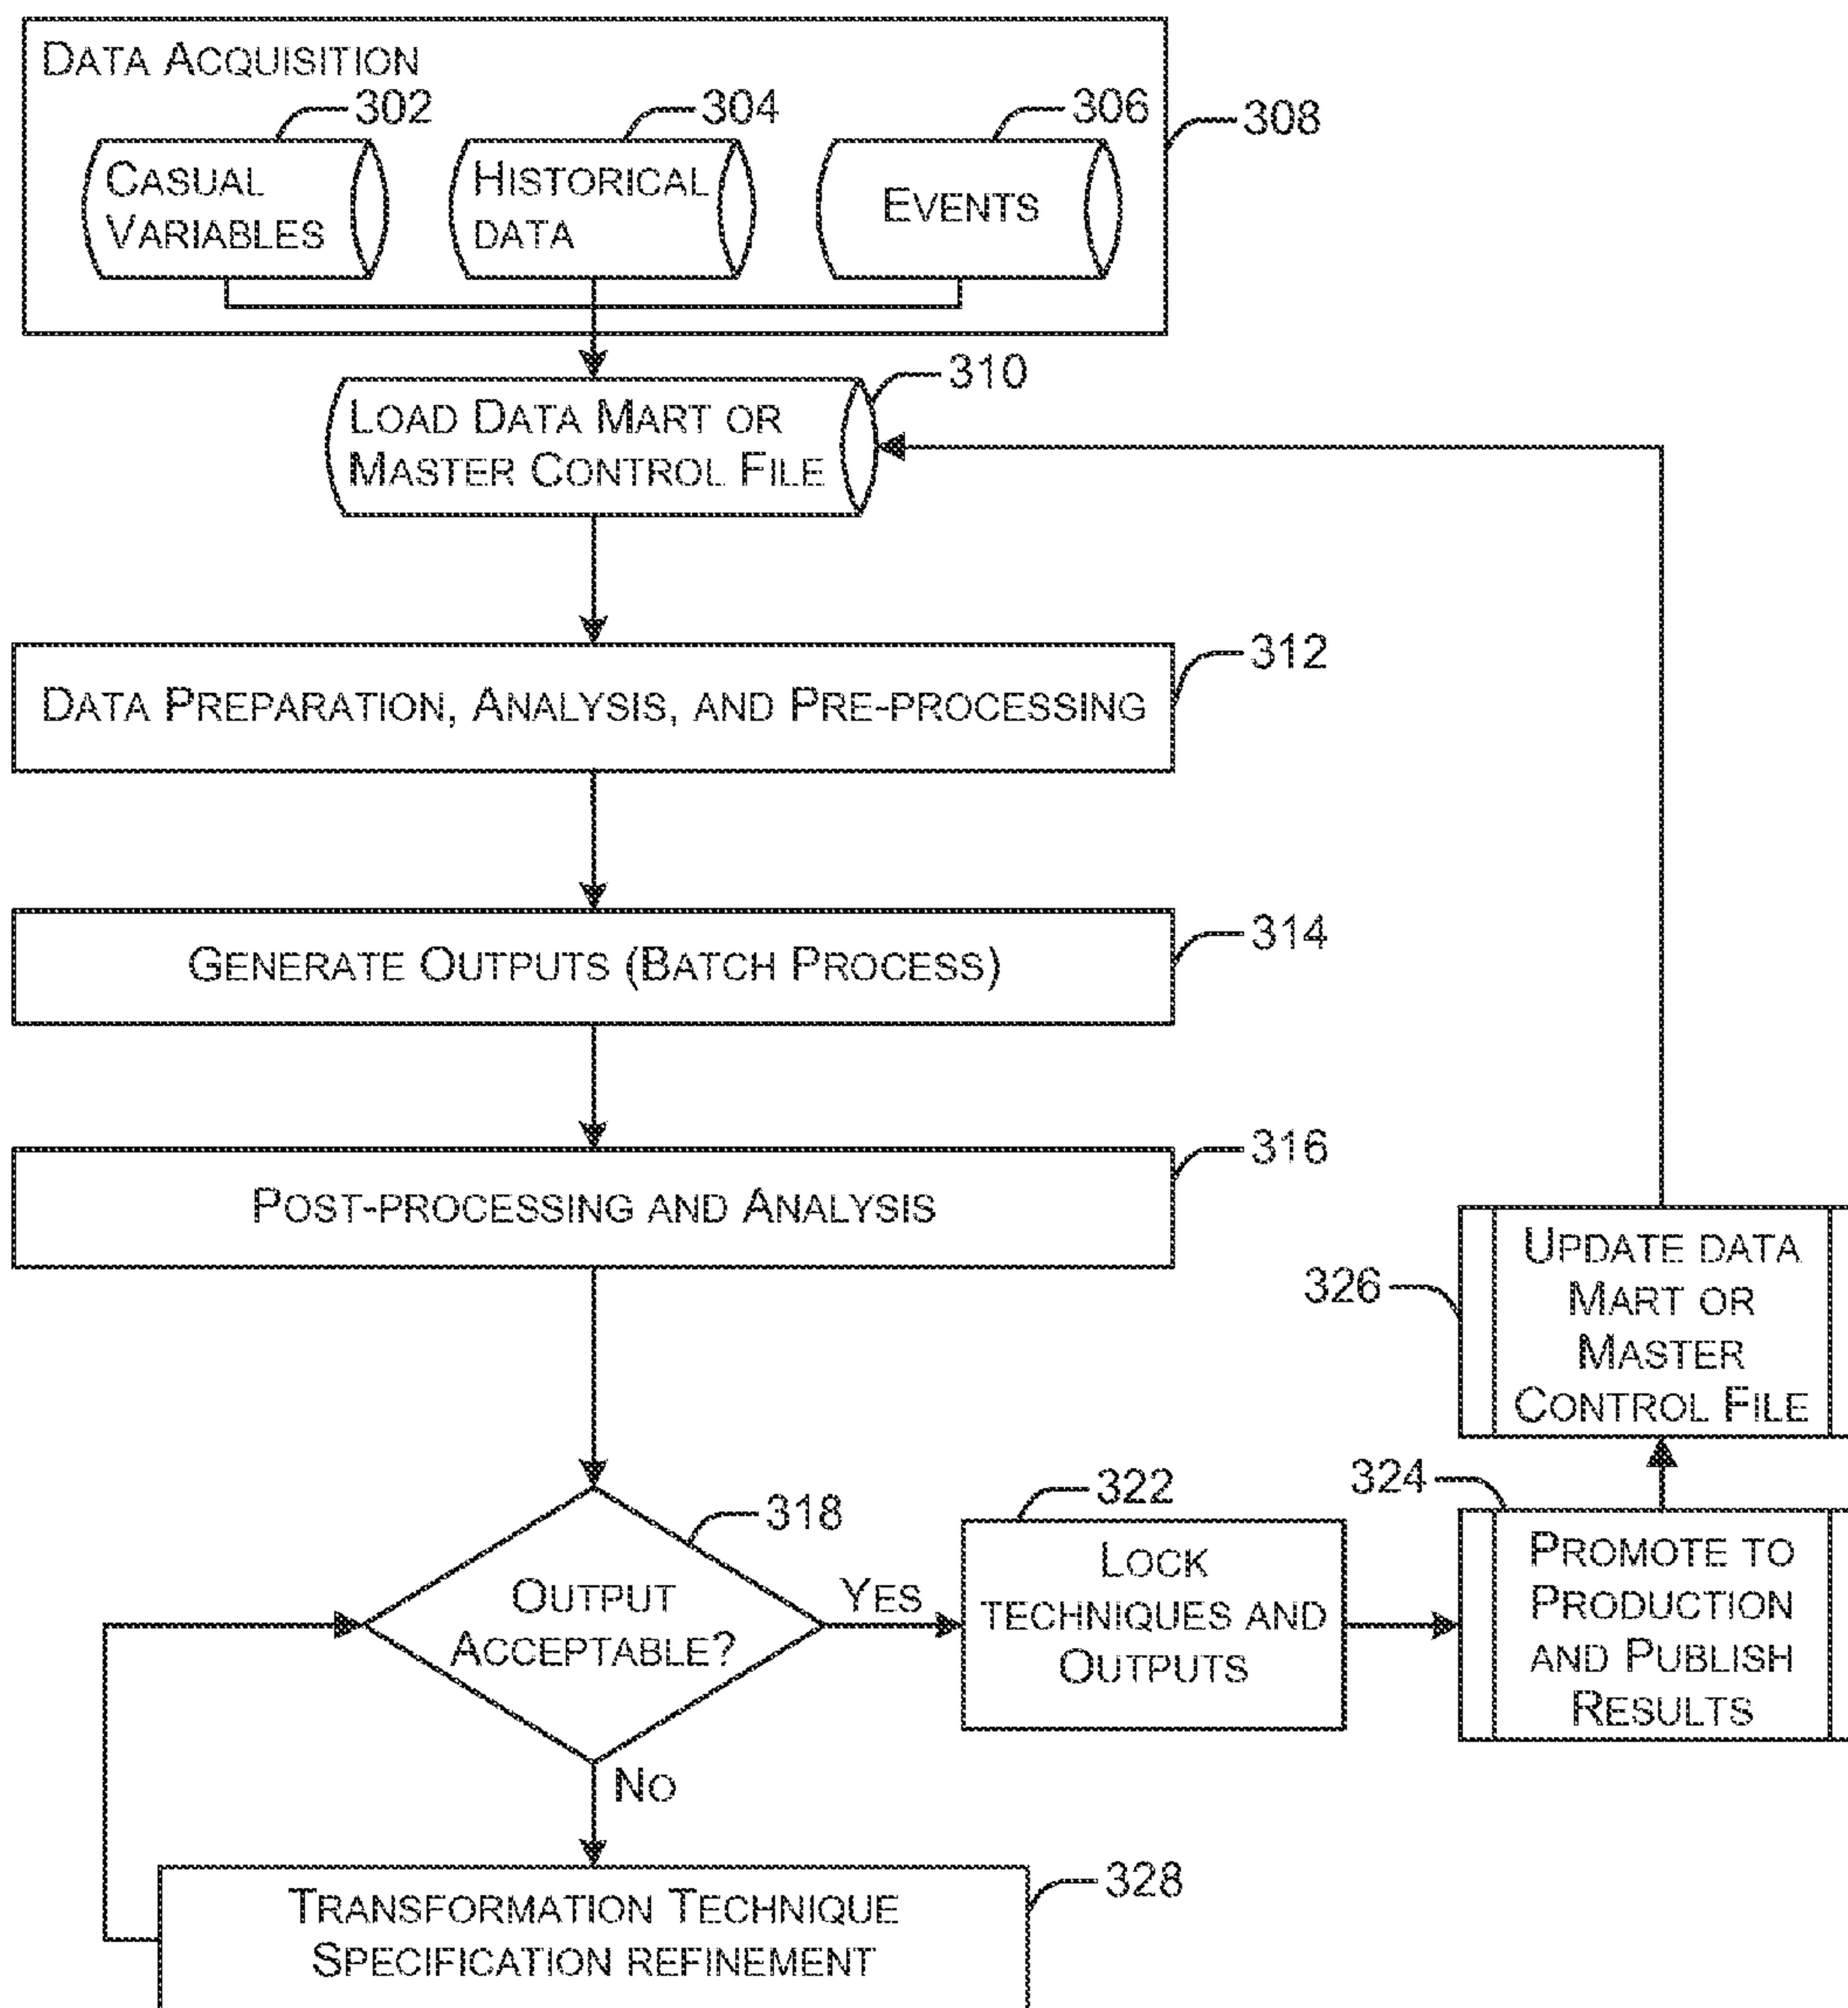 DATA ACQUISITION
302
304
306
308
CASUAL
VARIABLES
HISTORICAL
DATA
EVENTS
310
LOAD DATA MART OR
MASTER CONTROL FILE
312
DATA PREPARATION, ANALYSIS, AND PRE-PROCESSING
314
GENERATE OUTPUTS (BATCH PROCESS)
316
POST-PROCESSING AND ANALYSIS
318
OUTPUT
ACCEPTABLE?
YES
NO
322
LOCK
TECHNIQUES AND
OUTPUTS
324
PROMOTE TO
PRODUCTION
AND PUBLISH
RESULTS
326
UPDATE DATA
MART OR
MASTER
CONTROL FILE
328
TRANSFORMATION TECHNIQUE
SPECIFICATION REFINEMENT